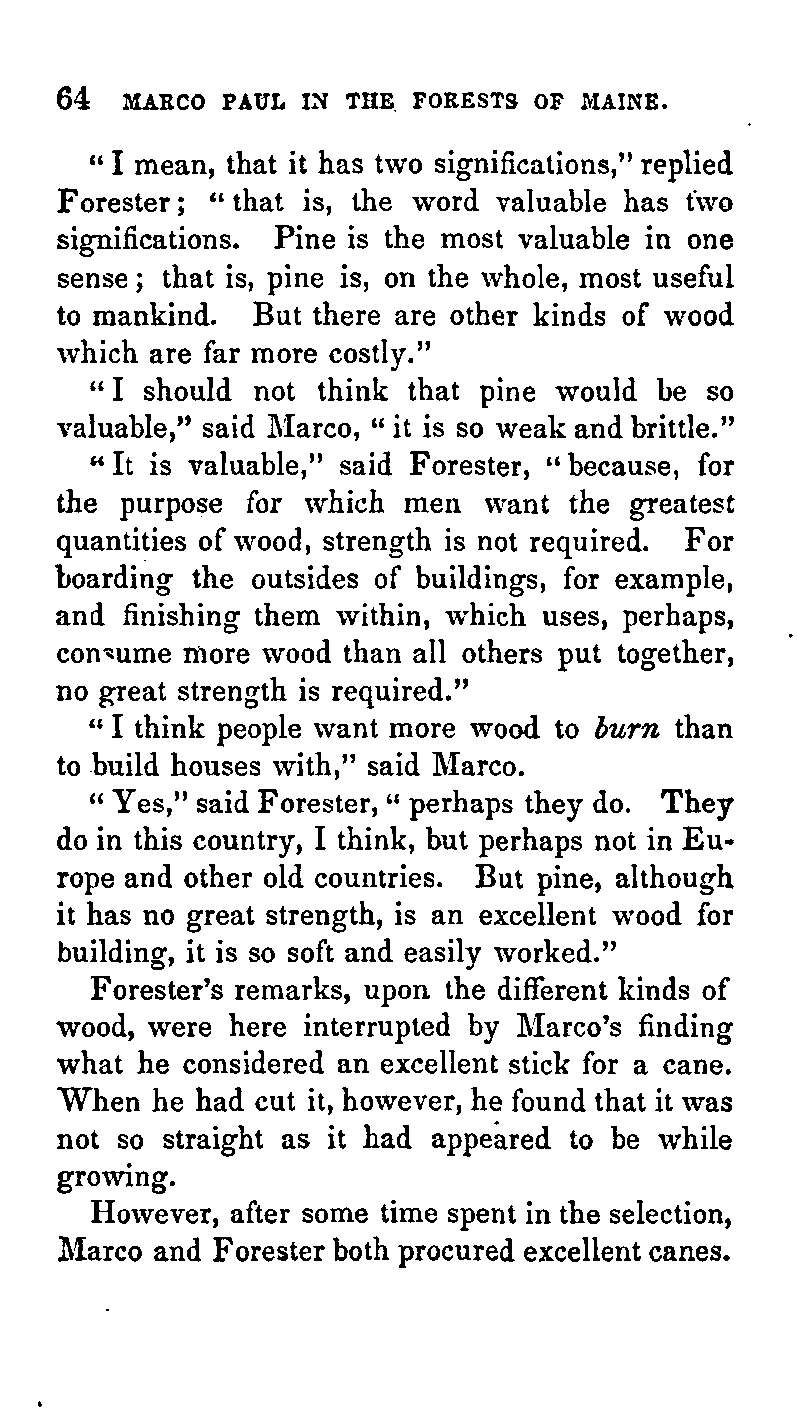 64 MARCO PAUL IN THE FORESTS OF MAINE.
“I mean, that it has two significations,” replied
Forester; “that is, the word valuable has two
significations. Pine is the most valuable in one
sense; that is, pine is, on the whole, most useful
to mankind. But there are other kinds of wood
which are far more costly.”
“I should not think that pine would be so
valuable,” said Marco, “it is so weak and brittle.”
“It is valuable,” said Forester, “because, for
the purpose for which men want the greatest
quantities of wood, strength is not required. For
boarding the outsides of buildings, for example,
and finishing them within, which uses, perhaps,
consume more wood than all others put together,
no great strength is required.”
“I think people want more wood to burn than
to build houses with,” said Marco.
“Yes,” said Forester, “perhaps they do. They
do in this country, I think, but perhaps not in Eu-
rope and other old countries. But pine, although
it has no great strength, is an excellent wood for
building, it is so soft and easily worked.”
Forester’s remarks, upon the different kinds of
wood, were here interrupted by Marco’s finding
what he considered an excellent stick for a cane.
When he had cut it, however, he found that it was
not so straight as it had appeared to be while
growing.
However, after some time spent in the selection,
Marco and Forester both procured excellent canes.